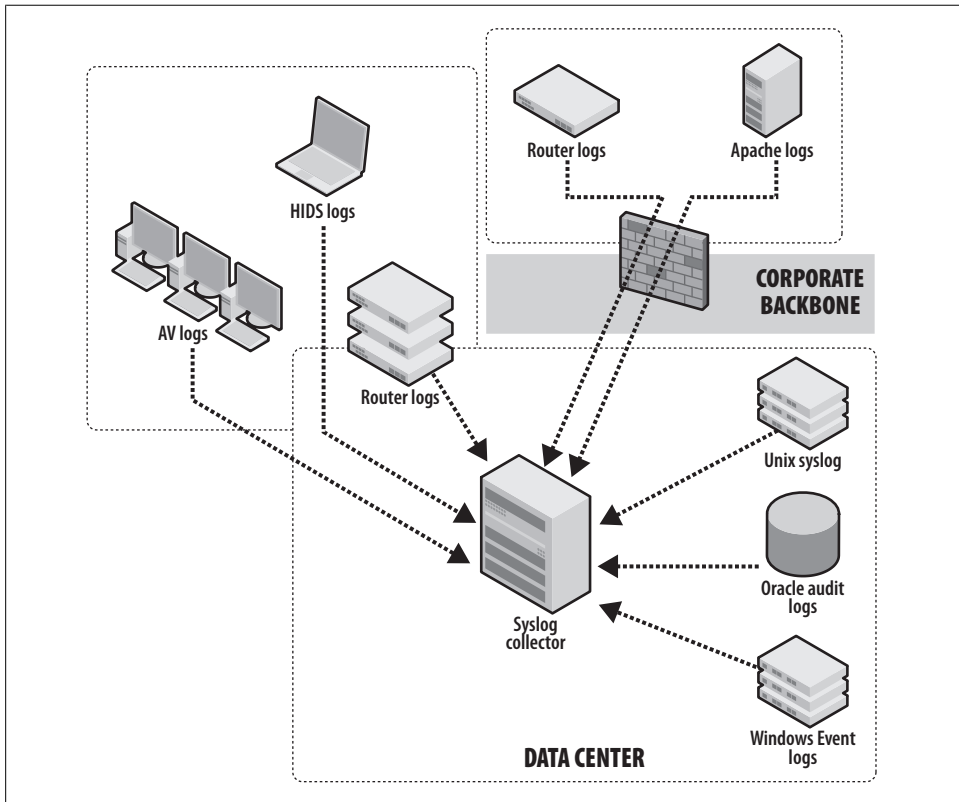 Router logs
Apache logs
HIDS logs
CORPORATE
BACKBONE
AV logs
Router logs
Unix syslog
Oracle audit
logs
Syslog
collector
Windows Event
logs
DATA CENTER